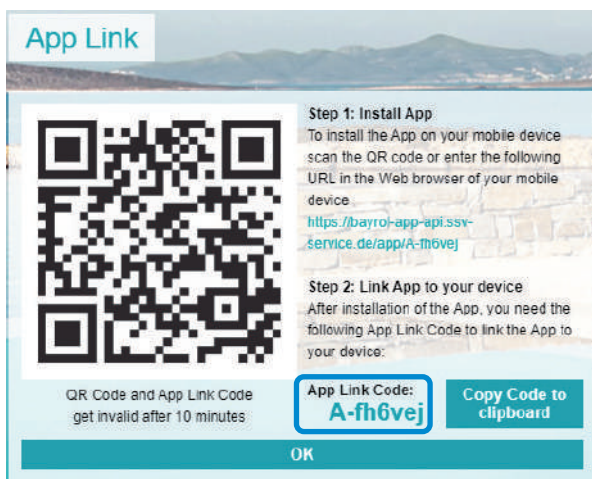 App Link
Step 1: Install App
To install the App on your mobile device
scan the QR code or enter the following
URL in the Web browser of your mobile
device
https://bayrol-app-api.ssv-
service.de/app/A-fh6vej
Step 2: Link App to your device
After installation of the App, you need the
following App Link Code to link the App to
your device:
QR Code and App Link Code
get invalid after 10 minutes
App Link Code:
A-fh6vej
Copy Code to
clipboard
OK